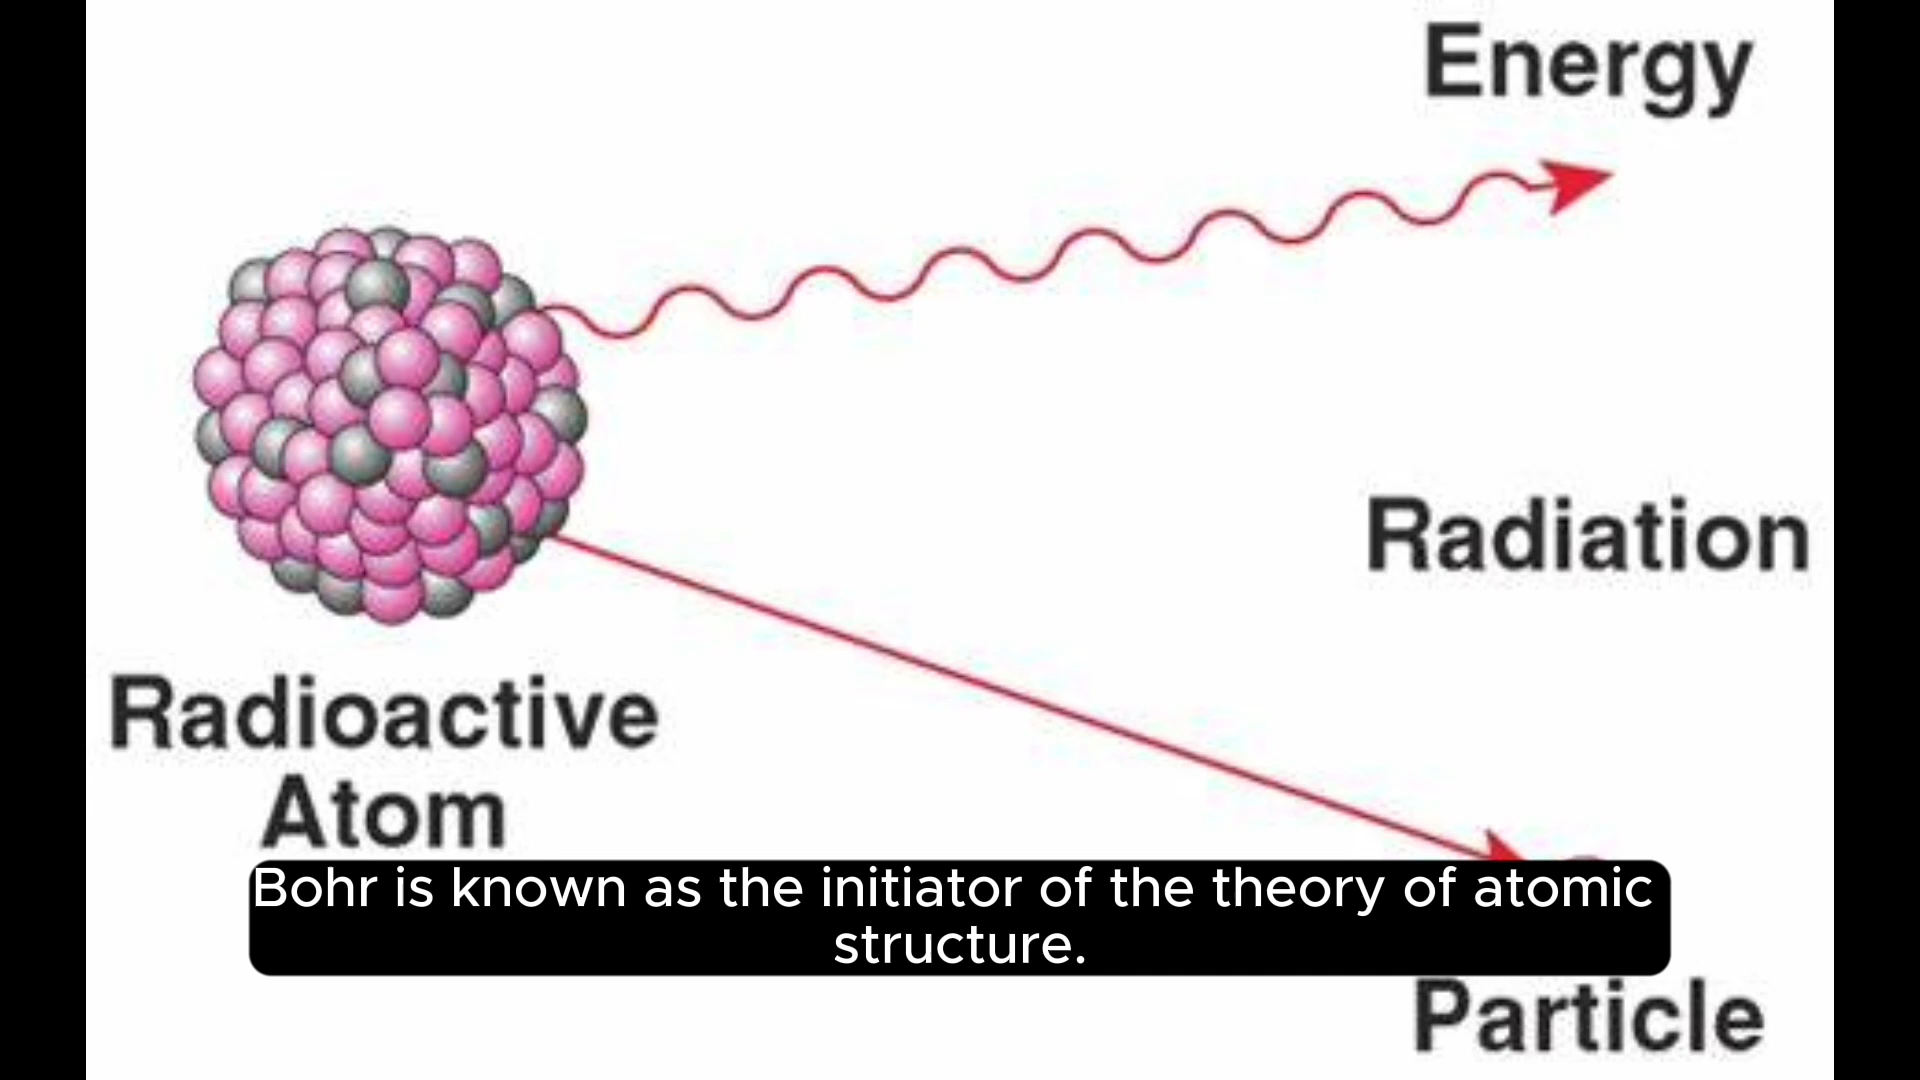 Energy
Radiation
Radioactive
Atom
Bohr is known as the initiator of the theory of atomic
structure.
Particle